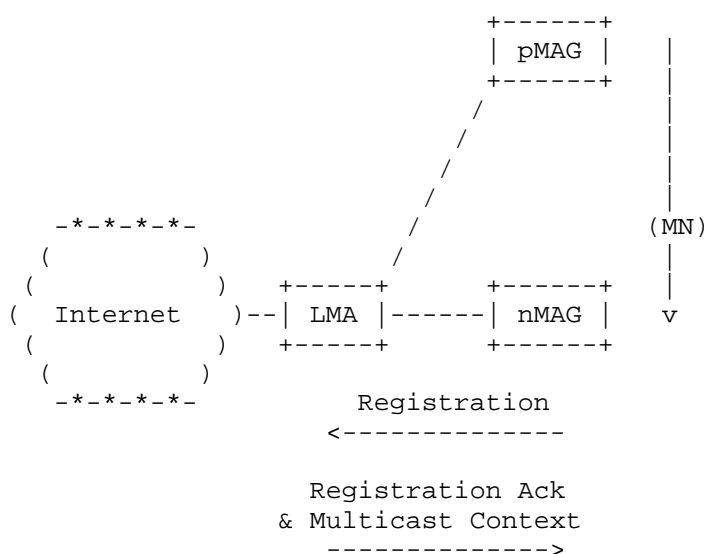 pMAG
(MN)
Internet
LMA
nMAG
v
Registration
Registration Ack
& Multicast Context